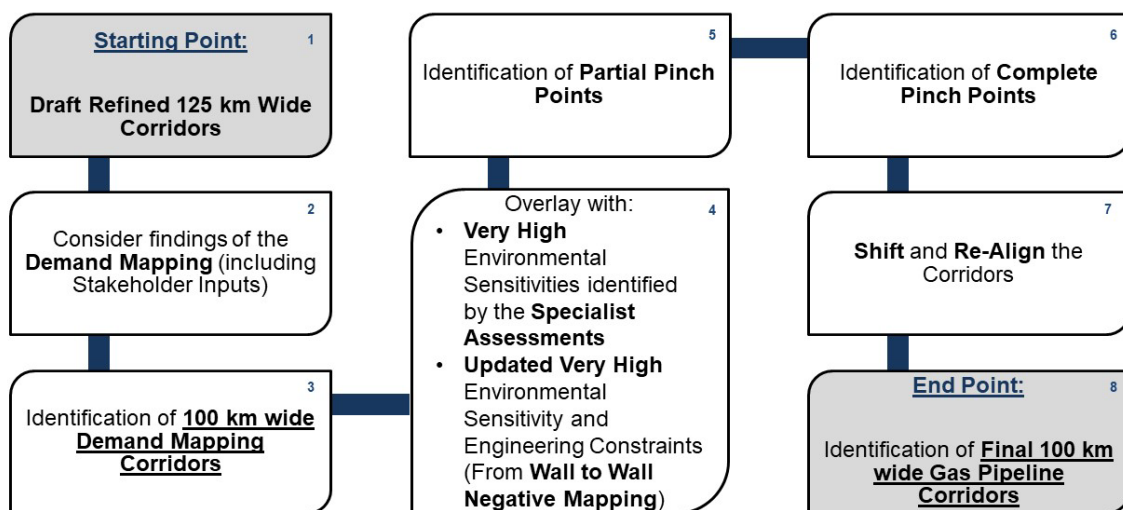 Starting Point: 1
Draft Refined 125 km Wide
Corridors
2
Consider findings of the
Demand Mapping (including
Stakeholder Inputs)
3
Identification of 100 km wide
Demand Mapping
Corridors
Overlay with: 4
• Very High
Environmental
Sensitivities identified
by the Specialist
Assessments
• Updated Very High
Environmental
Sensitivity and
Engineering Constraints
(From Wall to Wall
Negative Mapping)
5
Identification of Partial Pinch
Points
6
Identification of Complete
Pinch Points
7
Shift and Re-Align the
Corridors
End Point: 8
Identification of Final 100 km
wide Gas Pipeline
Corridors